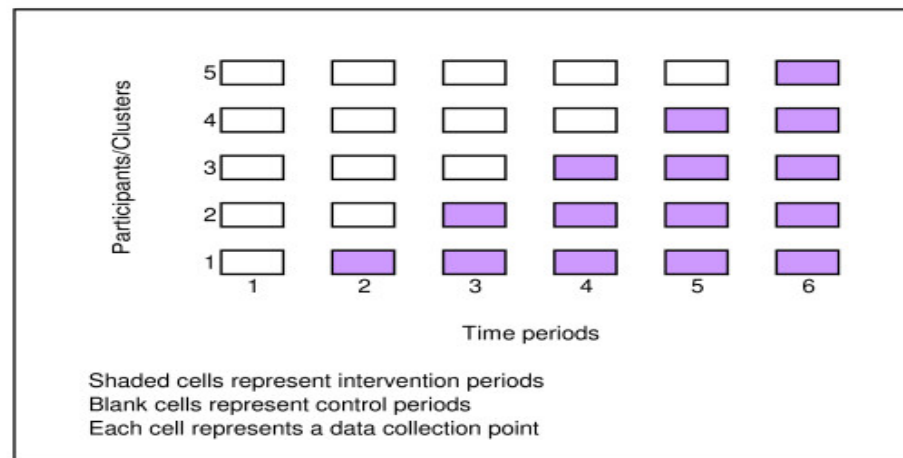 Participants/Clusters
5
4
3
2
1
1 2 3 4 5 6
Time periods
Shaded cells represent intervention periods
Blank cells represent control periods
Each cell represents a data collection point